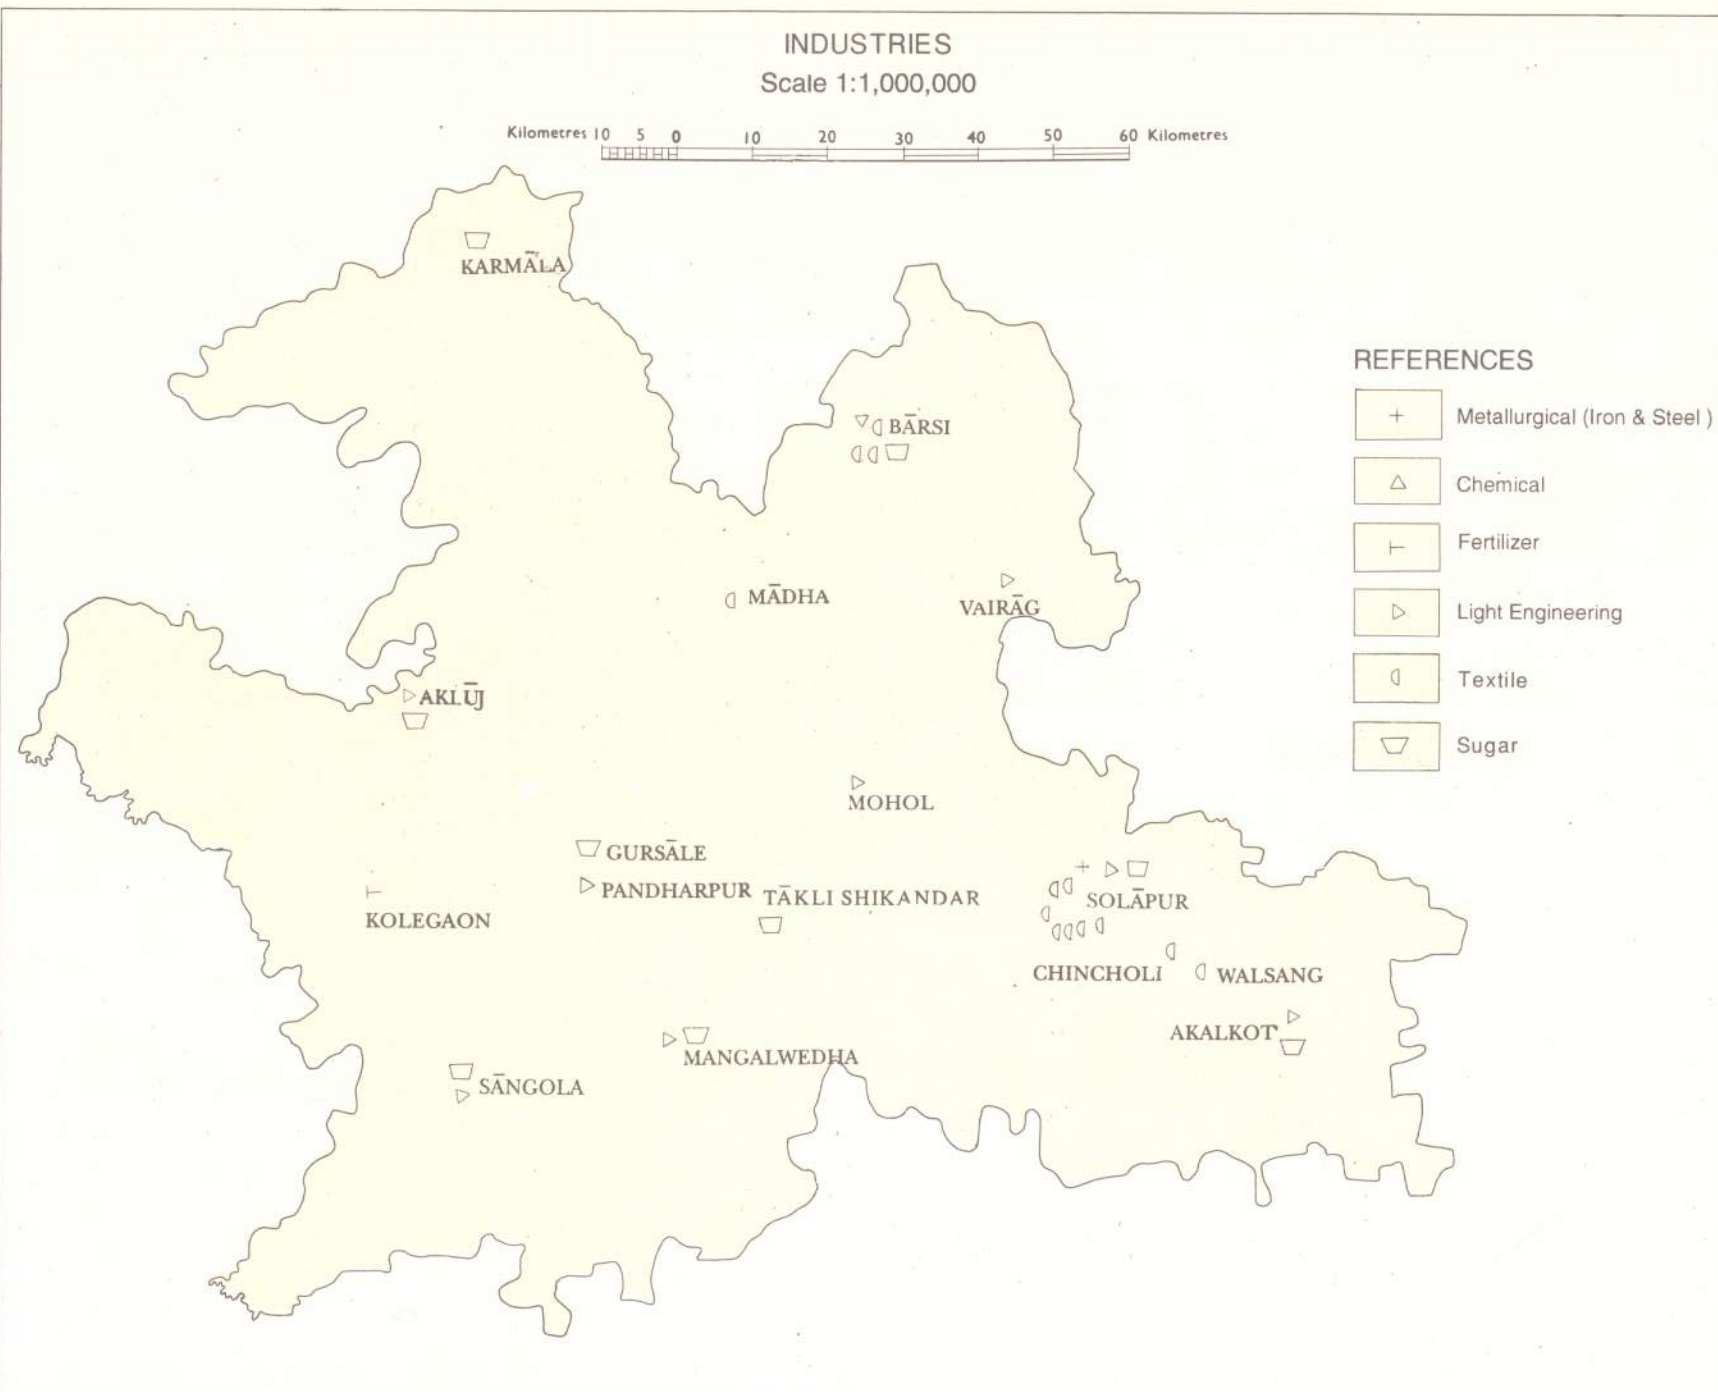 INDUSTRIES
Scale 1:1,000,000
Kilometres 10 5 0 10 20 30 40 50 60 Kilometres
KARMĀLA
BĀRSI
MĀDHA
VAIRĀG
AKLŪJ
MOHOL
GURSĀLE
PANDHARPUR
TĀKLI SHIKANDAR
KOLEGAON
SOLĀPUR
CHINCHOLI
WALSANG
AKALKOT
MANGALWEDHA
SĀNGOLA
REFERENCES
Metallurgical (Iron & Steel )
Chemical
Fertilizer
Light Engineering
Textile
Sugar